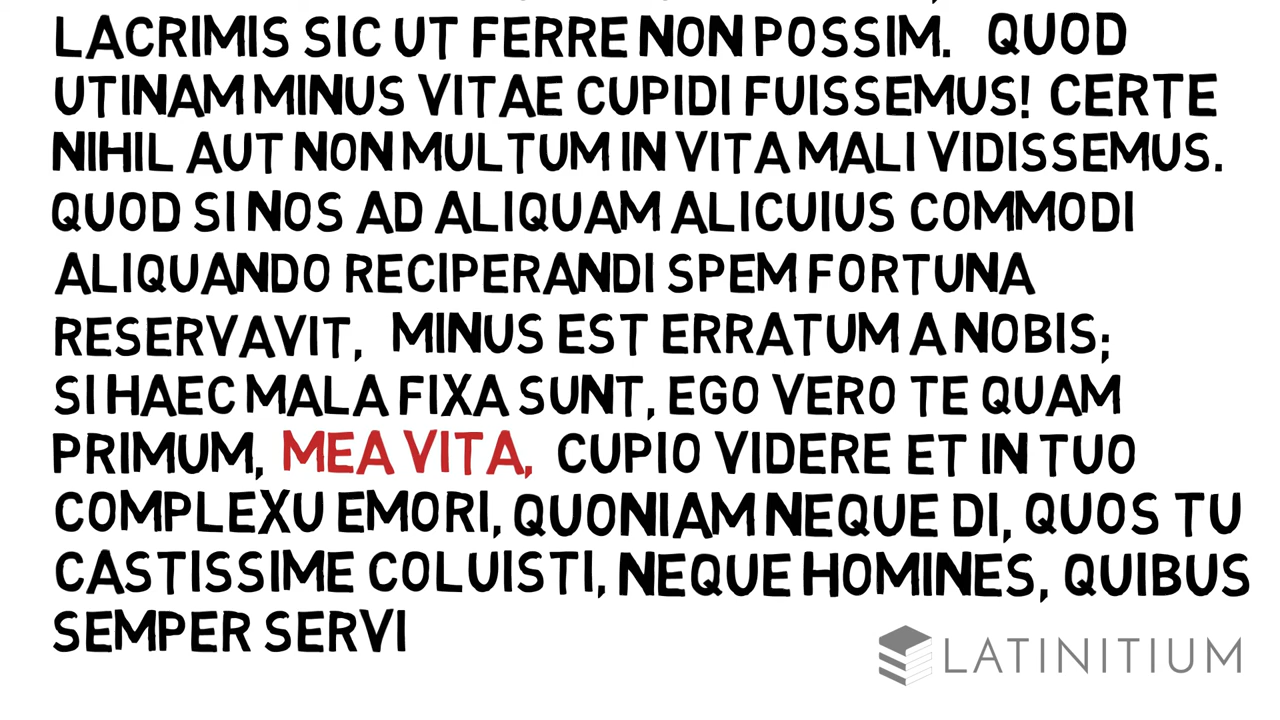 LACRIMIS SIC UT FERRE NON POSSIM. QUOD
UTINAM MINUS VITAE CUPIDI FUISSEMUS! CERTE
NIHIL AUT NON MULTUM IN VITA MALI VIDISSEMUS.
QUOD SI NOS AD ALIQUAM ALICUIUS COMMODI
ALIQUANDO RECIPERANDI SPEM FORTUNA
RESERVAVIT, MINUS EST ERRATUM A NOBIS;
SI HAEC MALA FIXA SUNT, EGO VERO TE QUAM
PRIMUM, MEA VITA, CUPIO VIDERE ET IN TUO
COMPLEXU EMORI, QUONIAM NEQUE DI, QUOS TU
CASTISSIME COLUISTI, NEQUE HOMINES, QUIBUS
SEMPER SERVI
LATINITIUM